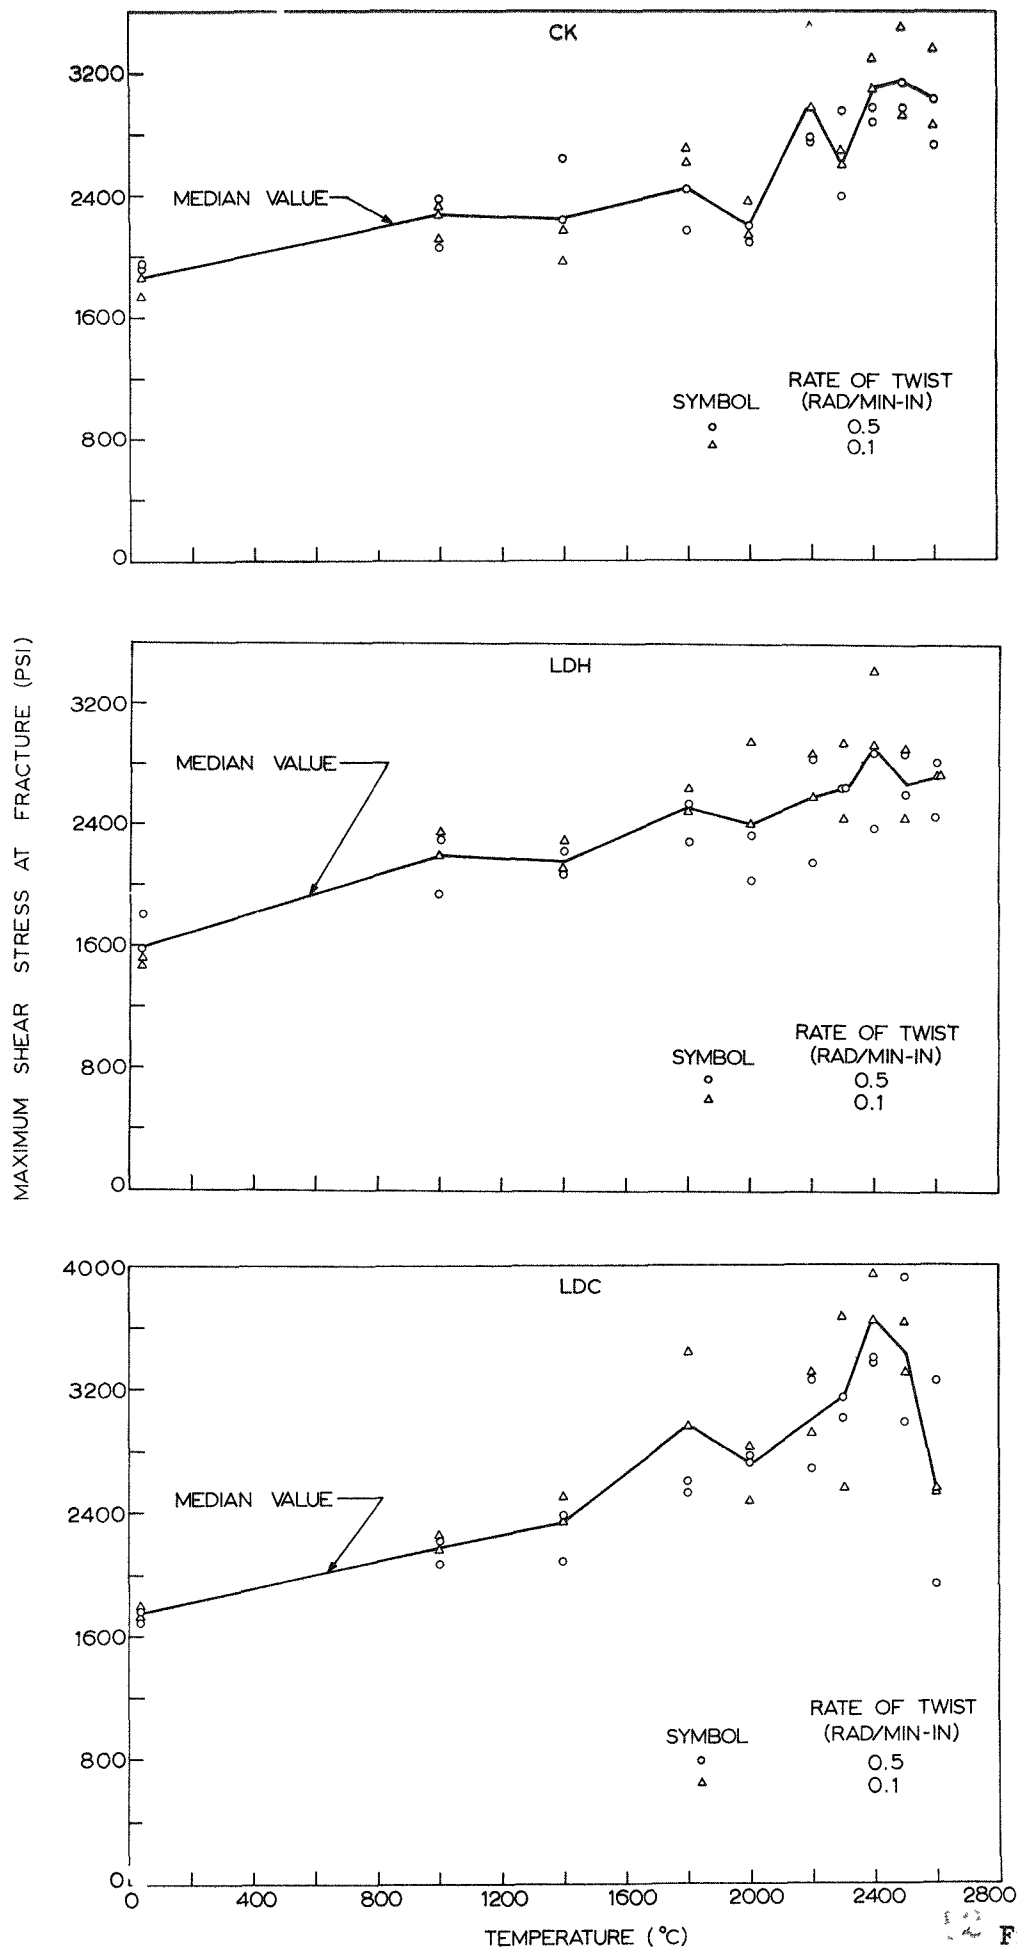 CK
3200
2400
1600
800
0
MEDIAN VALUE
RATE OF TWIST
SYMBOL (RAD/MIN-IN)
0.5
0.1
MAXIMUM SHEAR STRESS AT FRACTURE (PSI)
LDH
3200
2400
1600
800
0
MEDIAN VALUE
RATE OF TWIST
SYMBOL (RAD/MIN-IN)
0.5
0.1
LDC
4000
3200
2400
1600
800
0
MEDIAN VALUE
RATE OF TWIST
SYMBOL (RAD/MIN-IN)
0.5
0.1
0 400 800 1200 1600 2000 2400 2800
TEMPERATURE (°C)
F